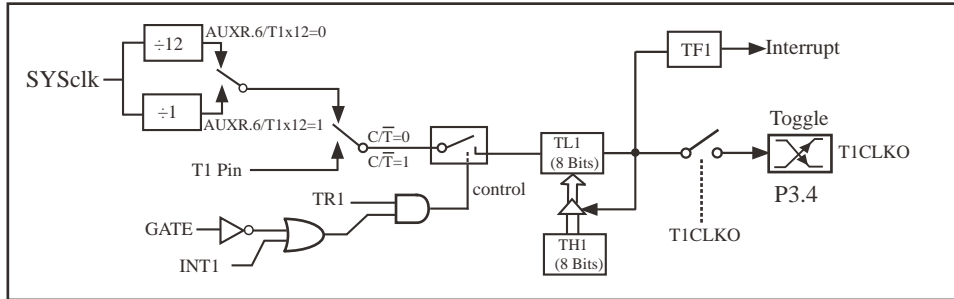 AUXR.6/T1x12=0
÷12
SYSclk
÷1
AUXR.6/T1x12=1
T1 Pin
C/T̅=0
C/T̅=1
TR1
GATE
INT1
control
TL1
(8 Bits)
TH1
(8 Bits)
TF1
Interrupt
Toggle
T1CLKO
P3.4
T1CLKO